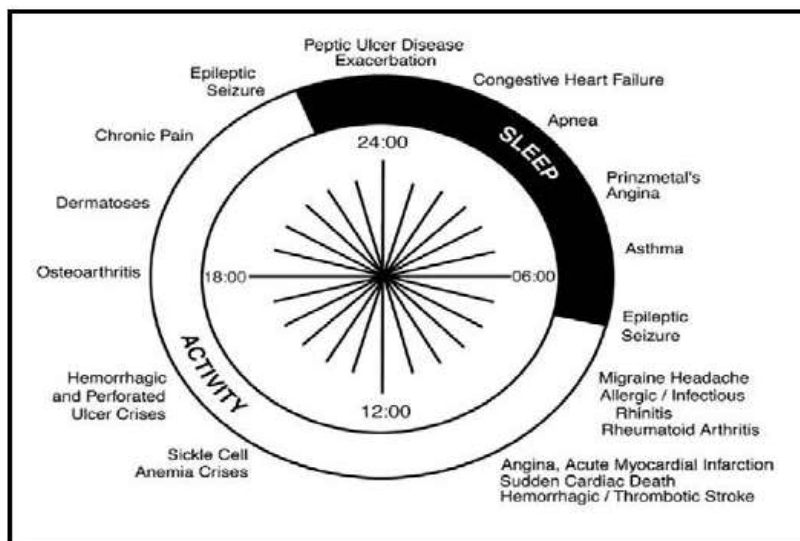 Peptic Ulcer Disease
Exacerbation
Congestive Heart Failure
Apnea
Prinzmetal's
Angina
Asthma
Epileptic
Seizure
Migraine Headache
Allergic / Infectious
Rhinitis
Rheumatoid Arthritis
Angina, Acute Myocardial Infarction
Sudden Cardiac Death
Hemorrhagic / Thrombotic Stroke
Sickle Cell
Anemia Crises
Hemorrhagic
and Perforated
Ulcer Crises
Osteoarthritis
Dermatoses
Chronic Pain
Epileptic
Seizure
SLEEP
ACTIVITY
24:00
06:00
12:00
18:00